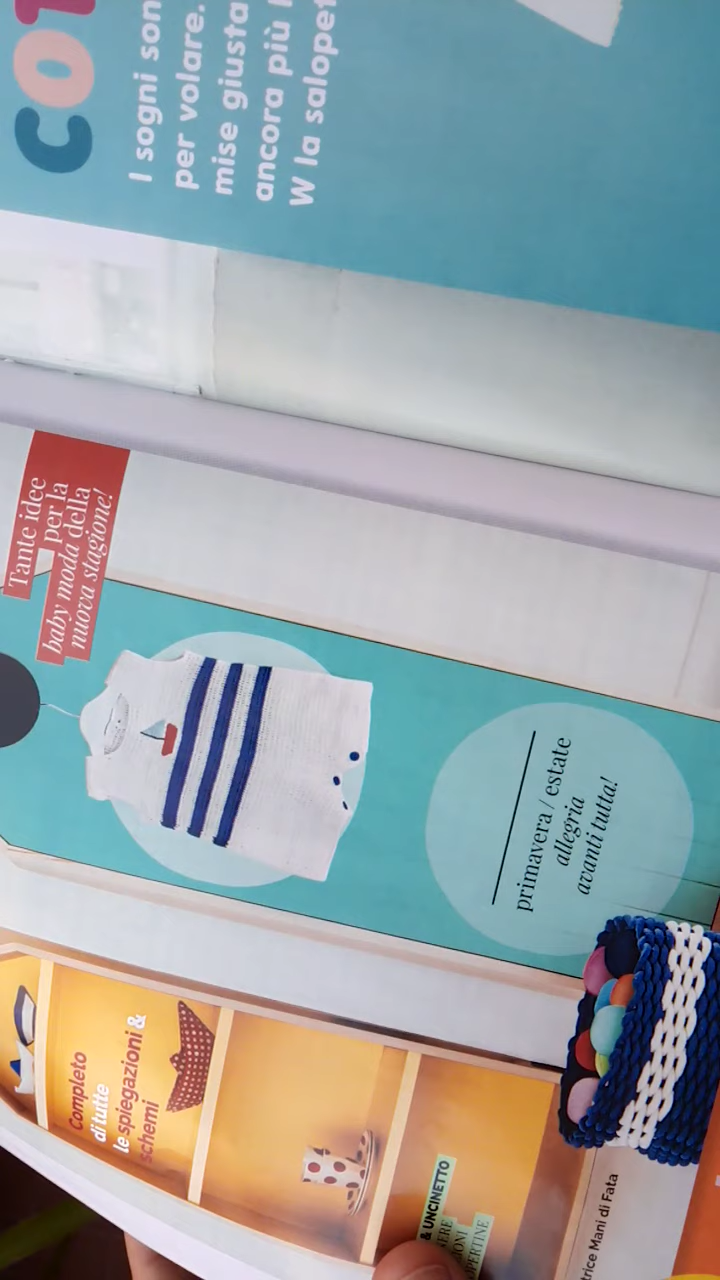 I sogni son
per volare.
mise giusta
ancora più
W la salopet
Tante idee
per la
baby moda della
nuova stagione!
primavera / estate
allegria
avanti tutta!
Completo
di tutte
le spiegazioni &
schemi
& UNCINETTO
trice Mani di Fata